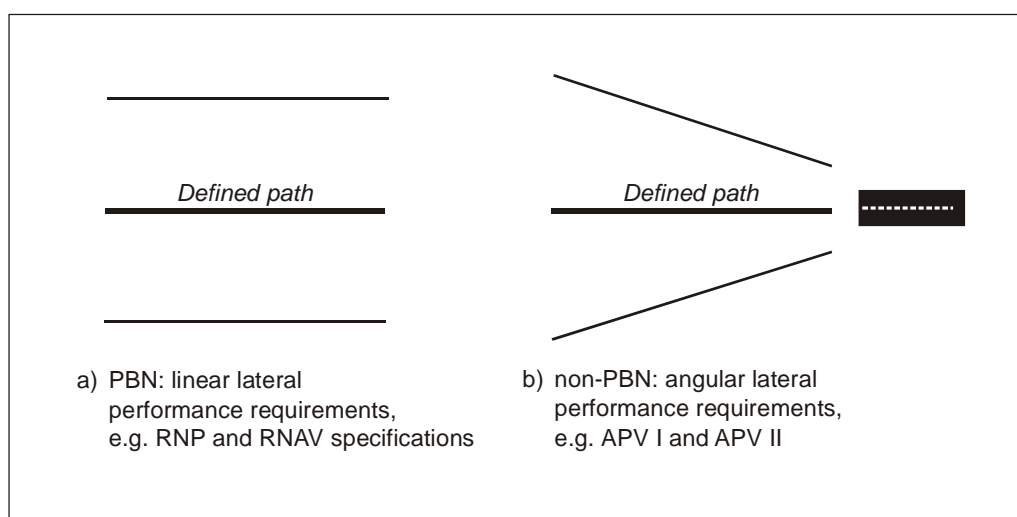 Defined path
Defined path
a) PBN: linear lateral
performance requirements,
e.g. RNP and RNAV specifications
b) non-PBN: angular lateral
performance requirements,
e.g. APV I and APV II